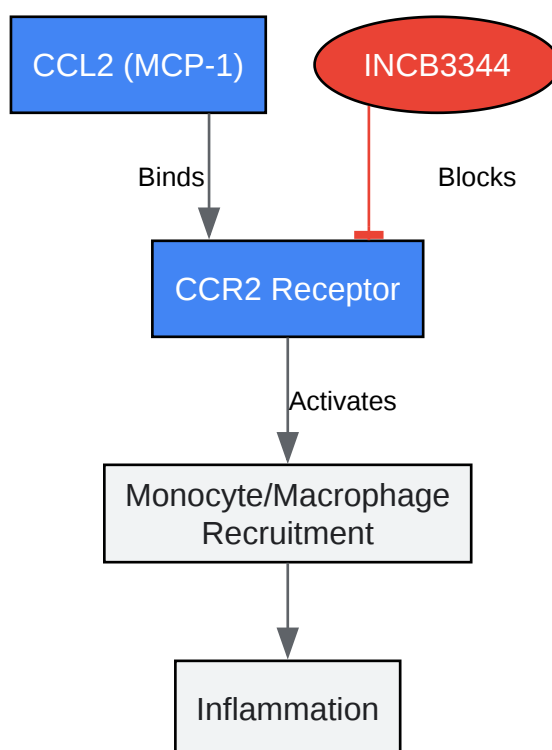 CCL2 (MCP-1)
INCB3344
Binds
Blocks
CCR2 Receptor
Activates
Monocyte/Macrophage
Recruitment
Inflammation